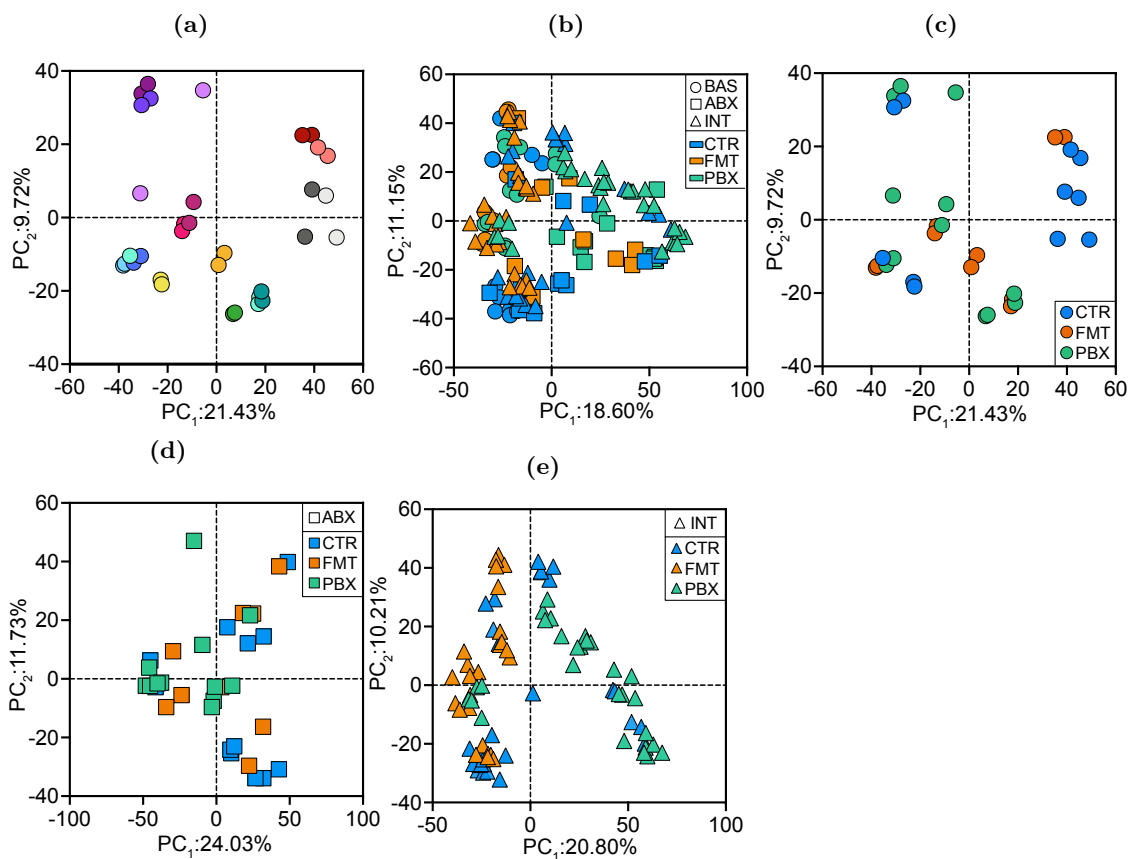 (a)
(b)
(c)
40
20
0
-20
-40
-60
-40
-20
0
20
40
60
PC2:9.72%
PC1:21.43%
60
40
20
0
-20
-40
-60
-50
0
50
100
PC2:11.15%
PC1:18.60%
BAS
ABX
INT
CTR
FMT
PBX
40
20
0
-20
-40
-60
-40
-20
0
20
40
60
PC2:9.72%
PC1:21.43%
CTR
FMT
PBX
(d)
(e)
60
40
20
0
-20
-40
-100
-50
0
50
100
PC2:11.73%
PC1:24.03%
ABX
CTR
FMT
PBX
60
40
20
0
-20
-40
-50
0
50
100
PC2:10.21%
PC1:20.80%
INT
CTR
FMT
PBX